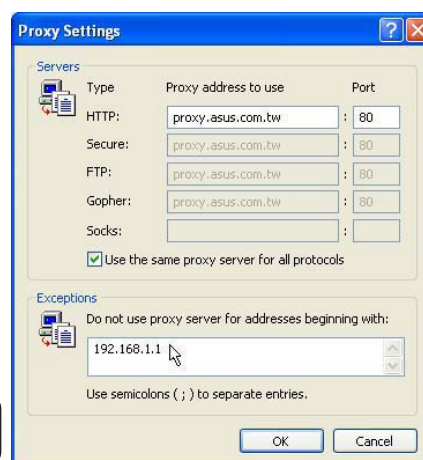 Proxy Settings
Servers
Type Proxy address to use Port
HTTP: proxy.asus.com.tw : 80
Secure: proxy.asus.com.tw : 80
FTP: proxy.asus.com.tw : 80
Gopher: proxy.asus.com.tw : 80
Socks: :
Use the same proxy server for all protocols
Exceptions
Do not use proxy server for addresses beginning with:
192.168.1.1
Use semicolons ( ; ) to separate entries.
OK Cancel